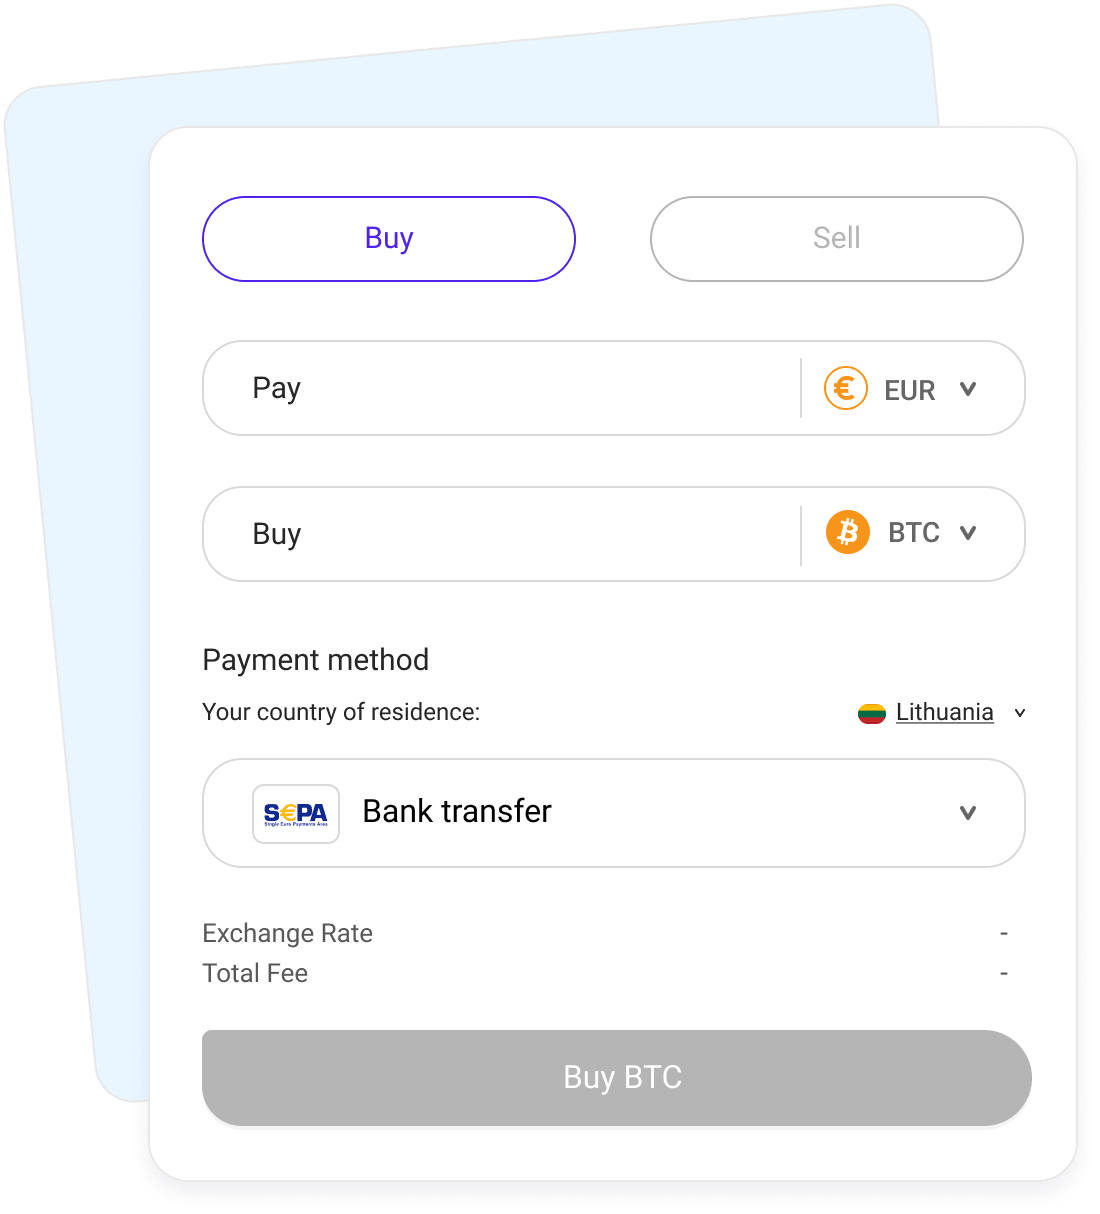 Buy
Sell
Pay
EUR
Buy
BTC
Payment method
Your country of residence:
Lithuania
S€PA
Single Euro Payments Area
Bank transfer
Exchange Rate
-
Total Fee
-
Buy BTC